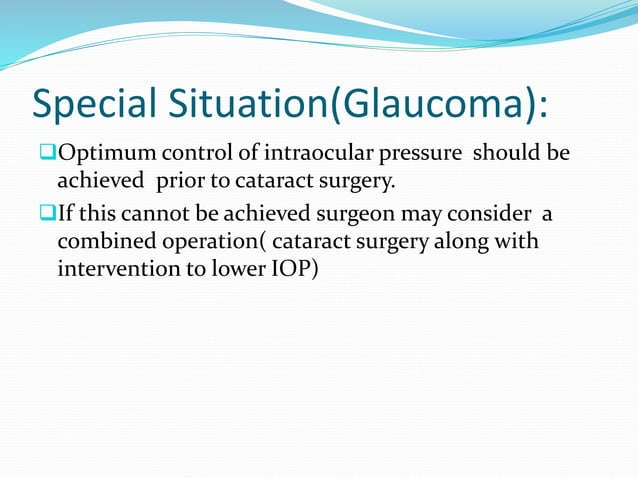 Special Situation(Glaucoma):
Optimum control of intraocular pressure  should be
achieved  prior to cataract surgery.
If this cannot be achieved surgeon may consider  a
combined operation( cataract surgery along with
intervention to lower IOP)